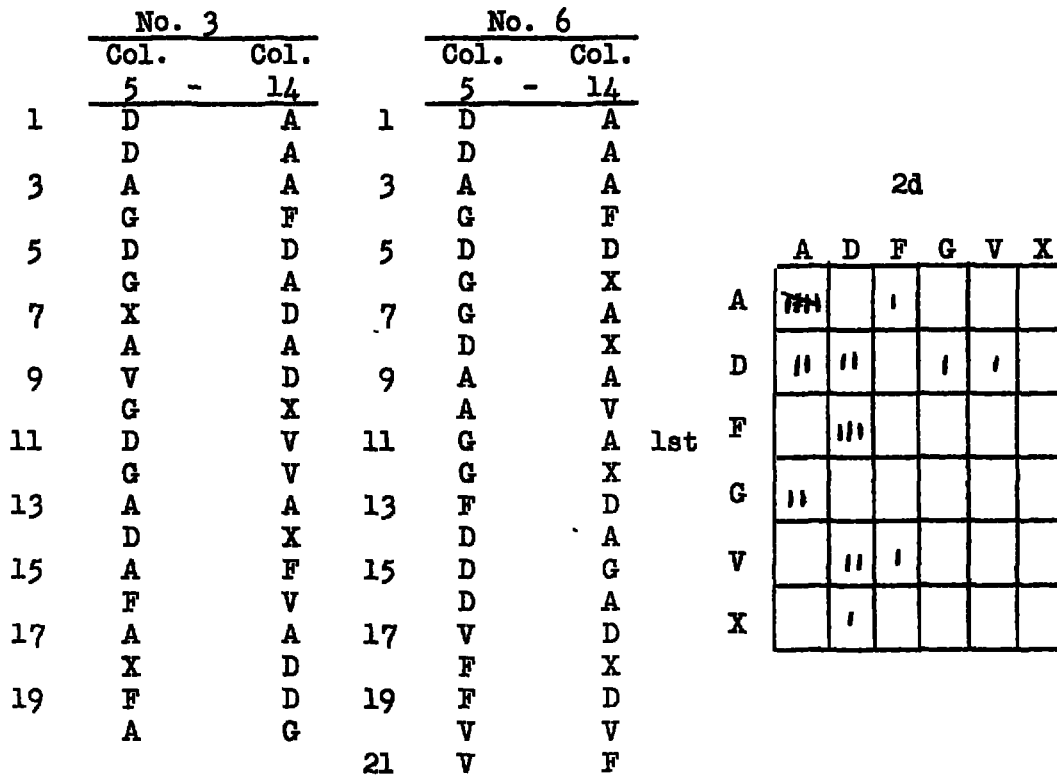 No. 3 No. 6
Col. Col. Col. Col.
5 - 14 5 - 14
1 D A 1 D A
D A D A
3 A A 3 A A 2d
G F G F
5 D D 5 D D A D F G V X
G A G X
7 X D 7 G A A
A A D X
9 V D 9 A A D
G X A V
11 D V 11 G A 1st F
G V G X
13 A A 13 F D G
D X D A
15 A F 15 D G V
F V D A
17 A A 17 V D X
X D F X
19 F D 19 F D
A G V V
21 V F